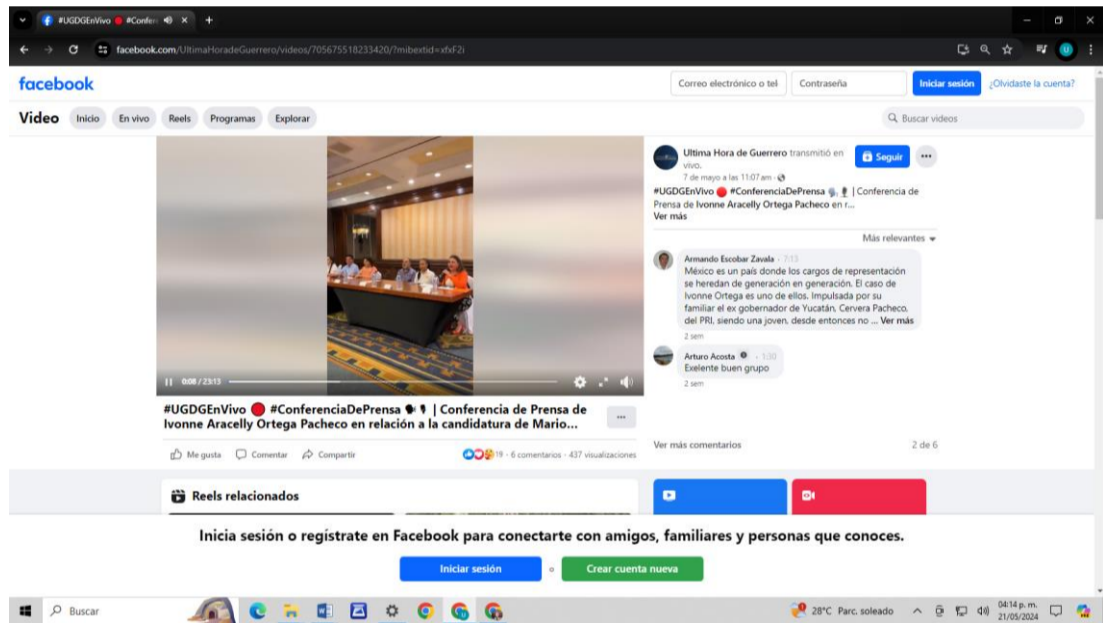 #UGDGEnVivo 🔴 #Conferen
facebook.com/UltimaHoradeGuerrero/videos/705675518233420/?mibextid=xfxF2i
facebook
Correo electrónico o tel
Contraseña
Iniciar sesión
¿Olvidaste la cuenta?
Video
Inicio
En vivo
Reels
Programas
Explorar
Buscar videos
0:08 / 23:13
#UGDGEnVivo 🔴 #ConferenciaDePrensa 🗣️🎙️ | Conferencia de Prensa de
Ivonne Aracelly Ortega Pacheco en relación a la candidatura de Mario...
Me gusta
Comentar
Compartir
19 · 6 comentarios · 437 visualizaciones
Ultima Hora de Guerrero transmitió en
vivo.
7 de mayo a las 11:07 am ·
Seguir
#UGDGEnVivo 🔴 #ConferenciaDePrensa 🗣️🎙️ | Conferencia de
Prensa de Ivonne Aracelly Ortega Pacheco en r...
Ver más
Más relevantes
Armando Escobar Zavala · 7:13
México es un país donde los cargos de representación
se heredan de generación en generación. El caso de
Ivonne Ortega es uno de ellos. Impulsada por su
familiar el ex gobernador de Yucatán, Cervera Pacheco,
del PRI, siendo una joven, desde entonces no ... Ver más
2 sem
Arturo Acosta · 1:30
Exelente buen grupo
2 sem
Ver más comentarios
2 de 6
Reels relacionados
Inicia sesión o regístrate en Facebook para conectarte con amigos, familiares y personas que conoces.
Iniciar sesión
o
Crear cuenta nueva
Buscar
28°C Parc. soleado
04:14 p. m.
21/05/2024